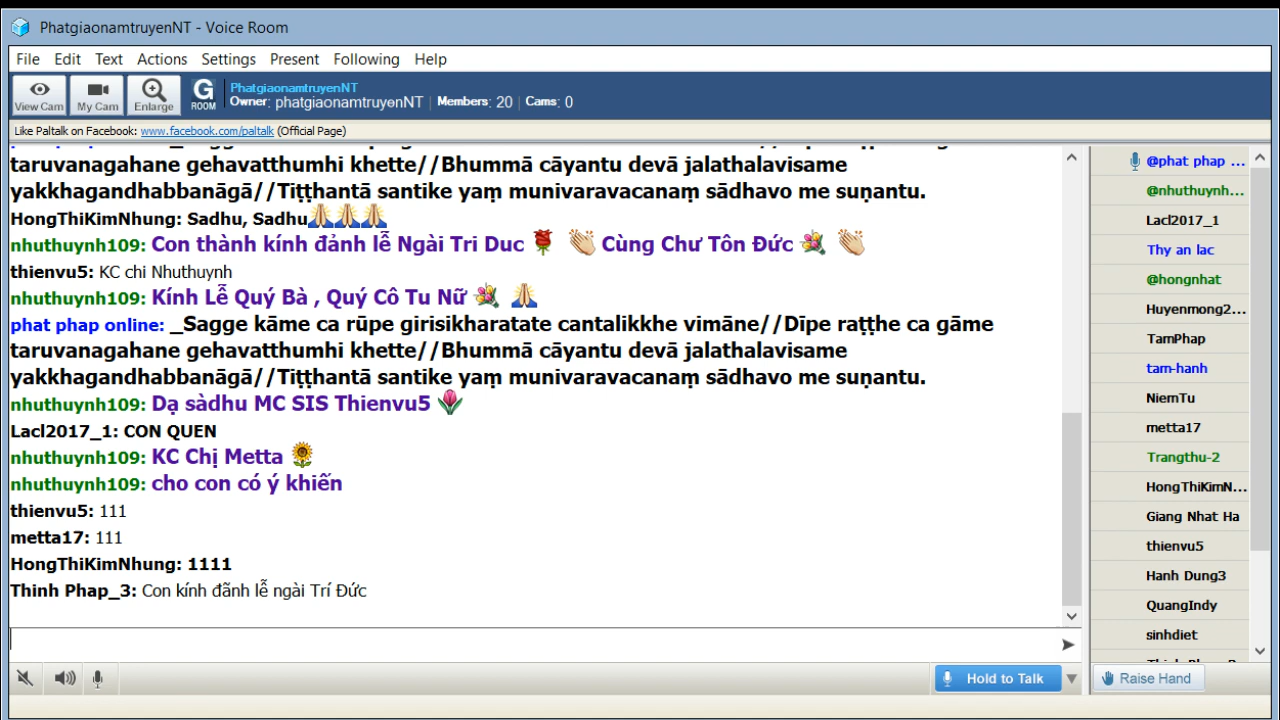 PhatgiaonamtruyenNT - Voice Room
File Edit Text Actions Settings Present Following Help
View Cam My Cam Enlarge G ROOM
PhatgiaonamtruyenNT
Owner: phatgiaonamtruyenNT | Members: 20 | Cams: 0
Like Paltalk on Facebook: www.facebook.com/paltalk (Official Page)
taruvanagahane gehavatthumhi khette//Bhummā cāyantu devā jalathalavisame
yakkhagandhabbanāgā//Tiṭṭhantā santike yaṃ munivaravacanaṃ sādhavo me suṇantu.
HongThiKimNhung: Sadhu, Sadhu🙏🙏🙏
nhuthuynh109: Con thành kính đảnh lễ Ngài Tri Duc 🌹 👏 Cùng Chư Tôn Đức 💐 👏
thienvu5: KC chi Nhuthuynh
nhuthuynh109: Kính Lễ Quý Bà , Quý Cô Tu Nữ 💐 🙏
phat phap online: _Sagge kāme ca rūpe girisikharatate cantalikkhe vimāne//Dīpe raṭṭhe ca gāme
taruvanagahane gehavatthumhi khette//Bhummā cāyantu devā jalathalavisame
yakkhagandhabbanāgā//Tiṭṭhantā santike yaṃ munivaravacanaṃ sādhavo me suṇantu.
nhuthuynh109: Dạ sàdhu MC SIS Thienvu5 🌷
Lacl2017_1: CON QUEN
nhuthuynh109: KC Chị Metta 🌻
nhuthuynh109: cho con có ý khiến
thienvu5: 111
metta17: 111
HongThiKimNhung: 1111
Thinh Phap_3: Con kính đãnh lễ ngài Trí Đức
@phat phap ...
@nhuthuynh...
Lacl2017_1
Thy an lac
@hongnhat
Huyenmong2...
TamPhap
tam-hanh
NiemTu
metta17
Trangthu-2
HongThiKimN...
Giang Nhat Ha
thienvu5
Hanh Dung3
QuangIndy
sinhdiet
Hold to Talk
Raise Hand